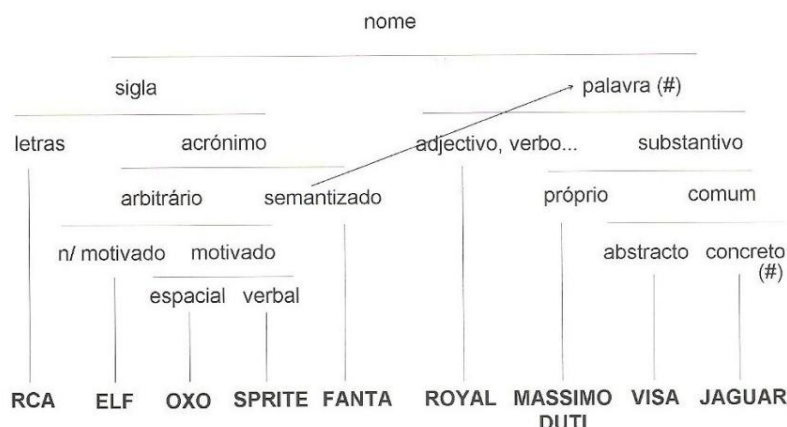 nome
sigla palavra (#)
letras acrónimo adjectivo, verbo... substantivo
arbitrário semantizado próprio comum
n/ motivado motivado abstracto concreto
(#)
espacial verbal
RCA ELF OXO SPRITE FANTA ROYAL MASSIMO VISA JAGUAR
DUTI